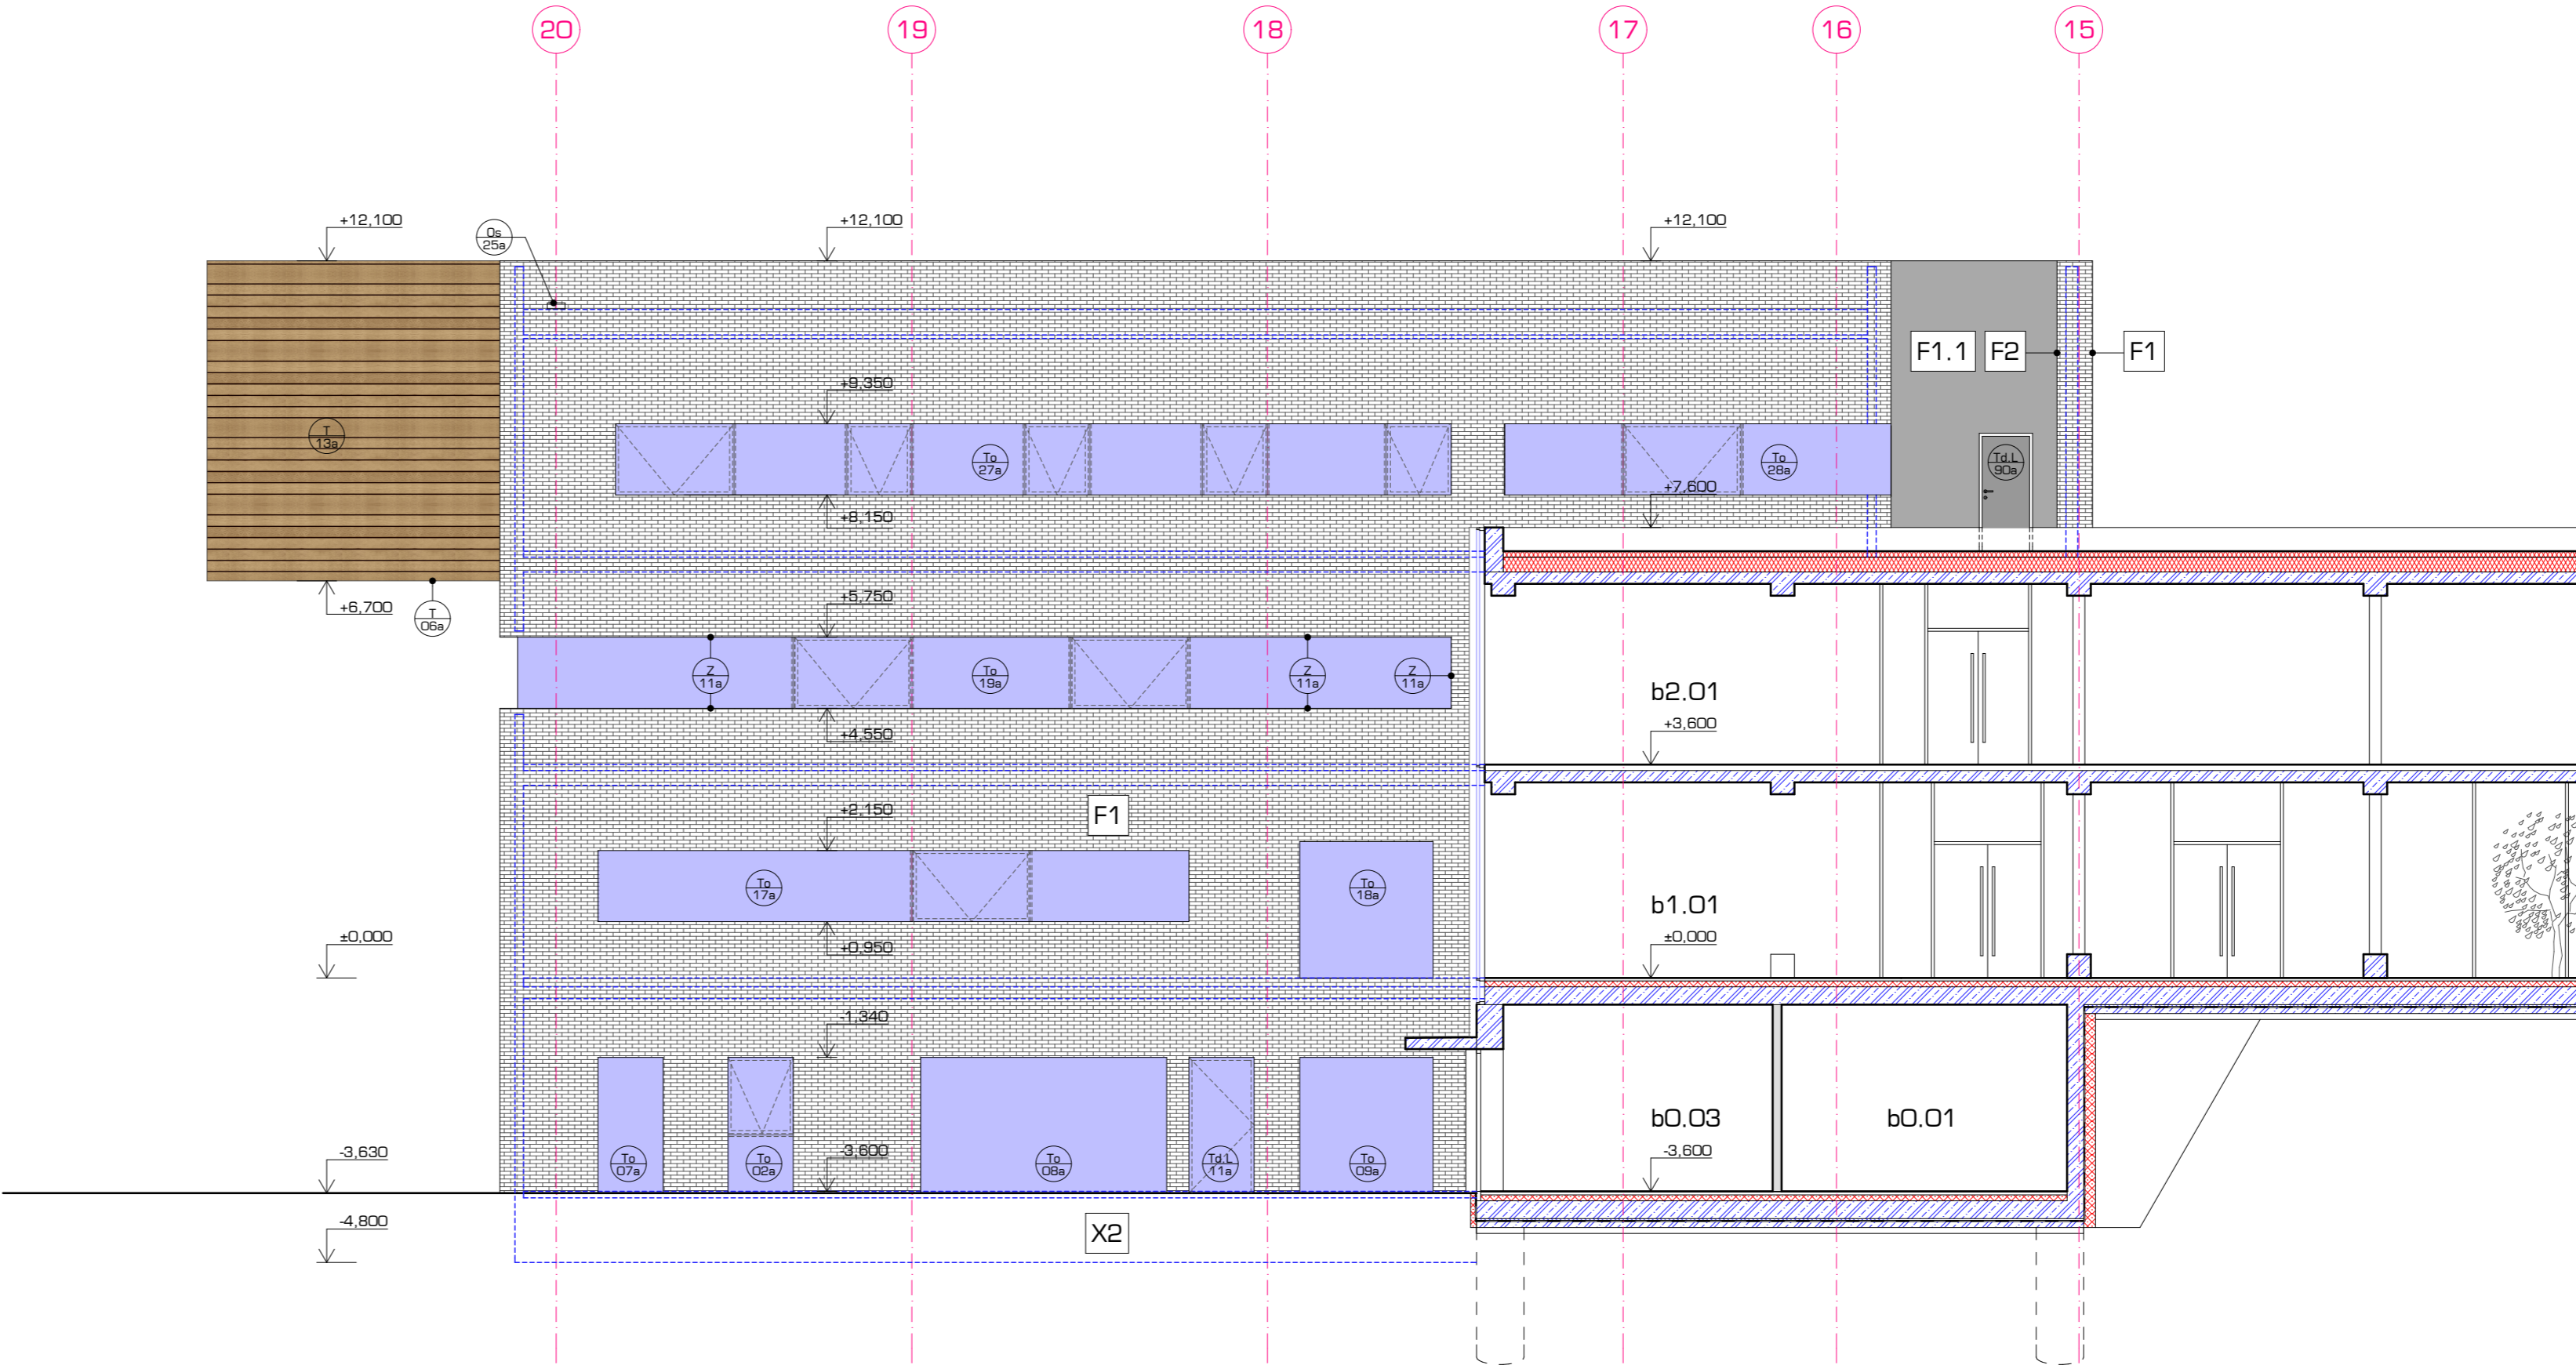 20 19 18 17 16 15
+12,100 +12,100 +12,100
Os
25a
F1.1 F2 F1
+9,350
T
13a
To
27a
To
28a
Td.L
90a
+7,600
+8,150
+5,750
+6,700
T
06a
Z
11a
To
19a
Z
11a
Z
11a
b2.01
+3,600
+4,550
+2,150
F1
To
17a
To
18a
b1.01
±0,000
±0,000
+0,950
-1,340
b0.03 b0.01
-3,630
-3,600
-3,600
To
07a
To
02a
To
08a
Td.L
11a
To
09a
-4,800
X2